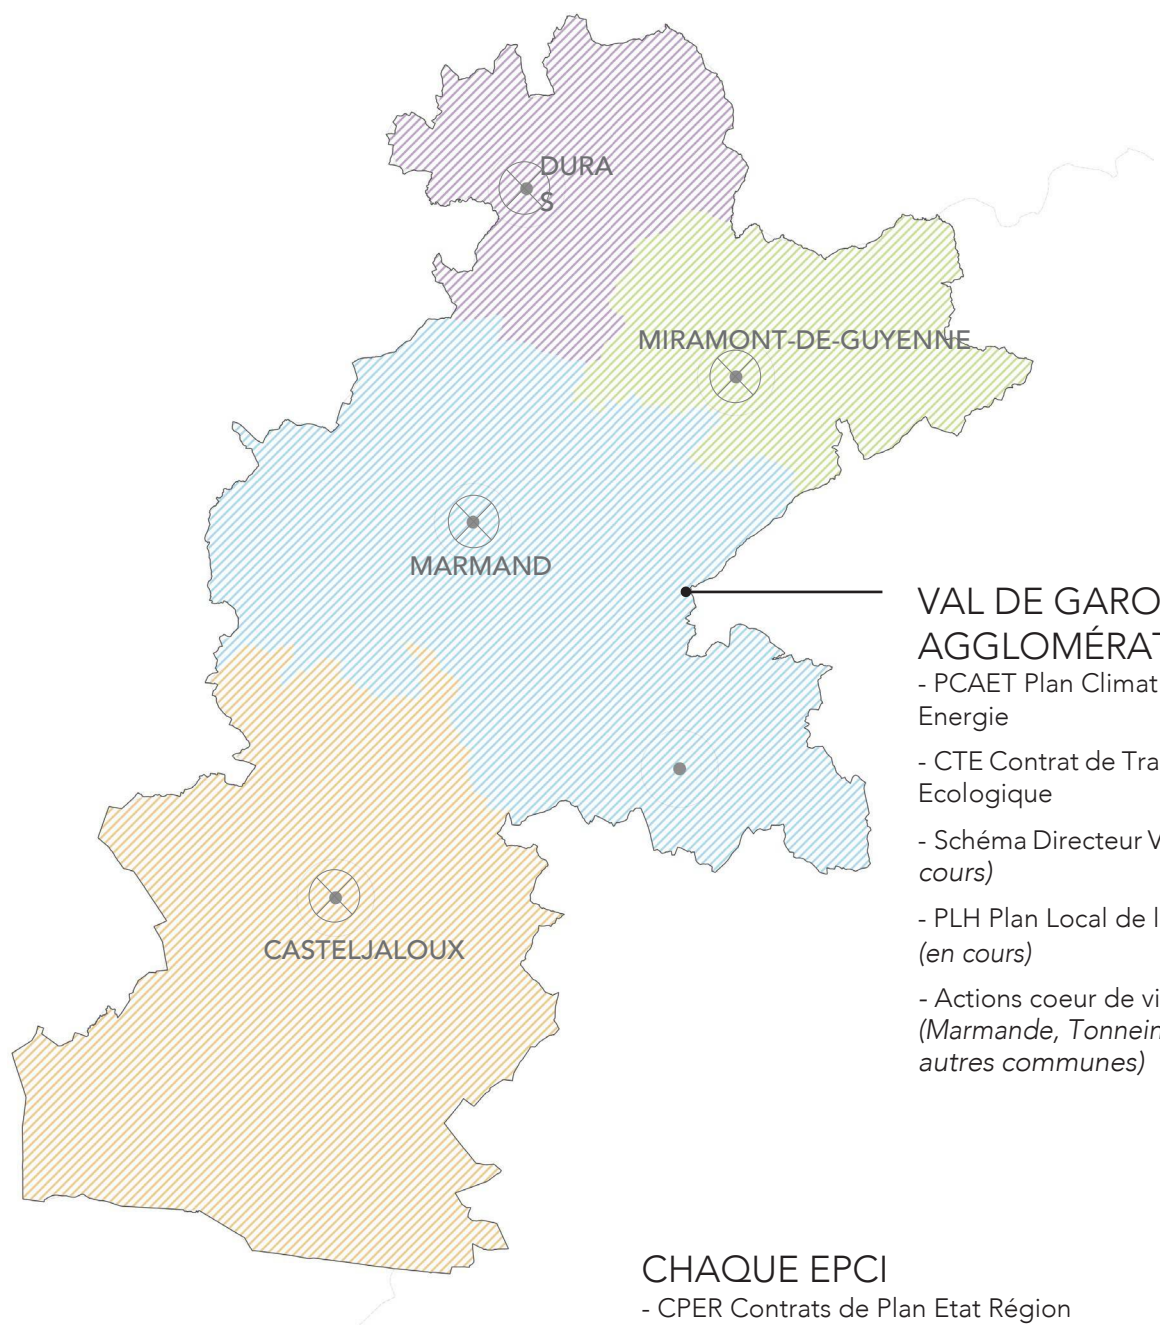 DURA
S
MIRAMONT-DE-GUYENNE
MARMAND
VAL DE GARO
AGGLOMÉRAT
- PCAET Plan Climat
Energie
- CTE Contrat de Tra
Ecologique
- Schéma Directeur V
cours)
- PLH Plan Local de l
(en cours)
- Actions coeur de vi
(Marmande, Tonnein
autres communes)
CASTELJALOUX
CHAQUE EPCI
- CPER Contrats de Plan Etat Région